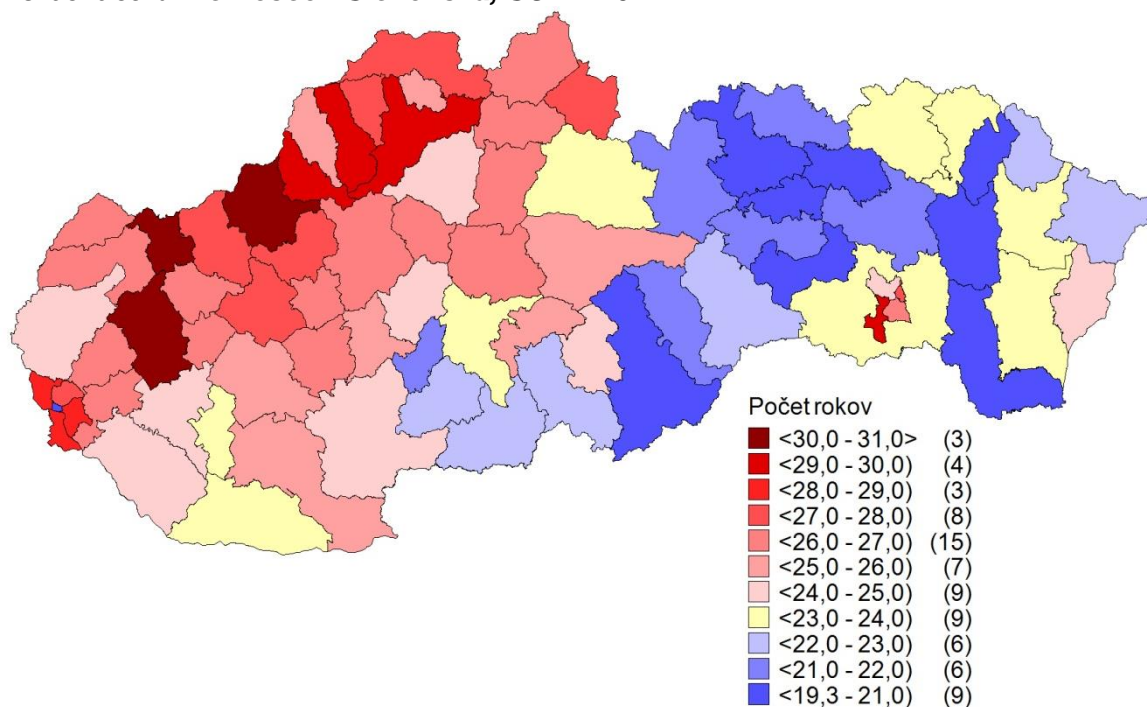 Počet rokov
<30,0 - 31,0> (3)
<29,0 - 30,0) (4)
<28,0 - 29,0) (3)
<27,0 - 28,0) (8)
<26,0 - 27,0) (15)
<25,0 - 26,0) (7)
<24,0 - 25,0) (9)
<23,0 - 24,0) (9)
<22,0 - 23,0) (6)
<21,0 - 22,0) (6)
<19,3 - 21,0) (9)